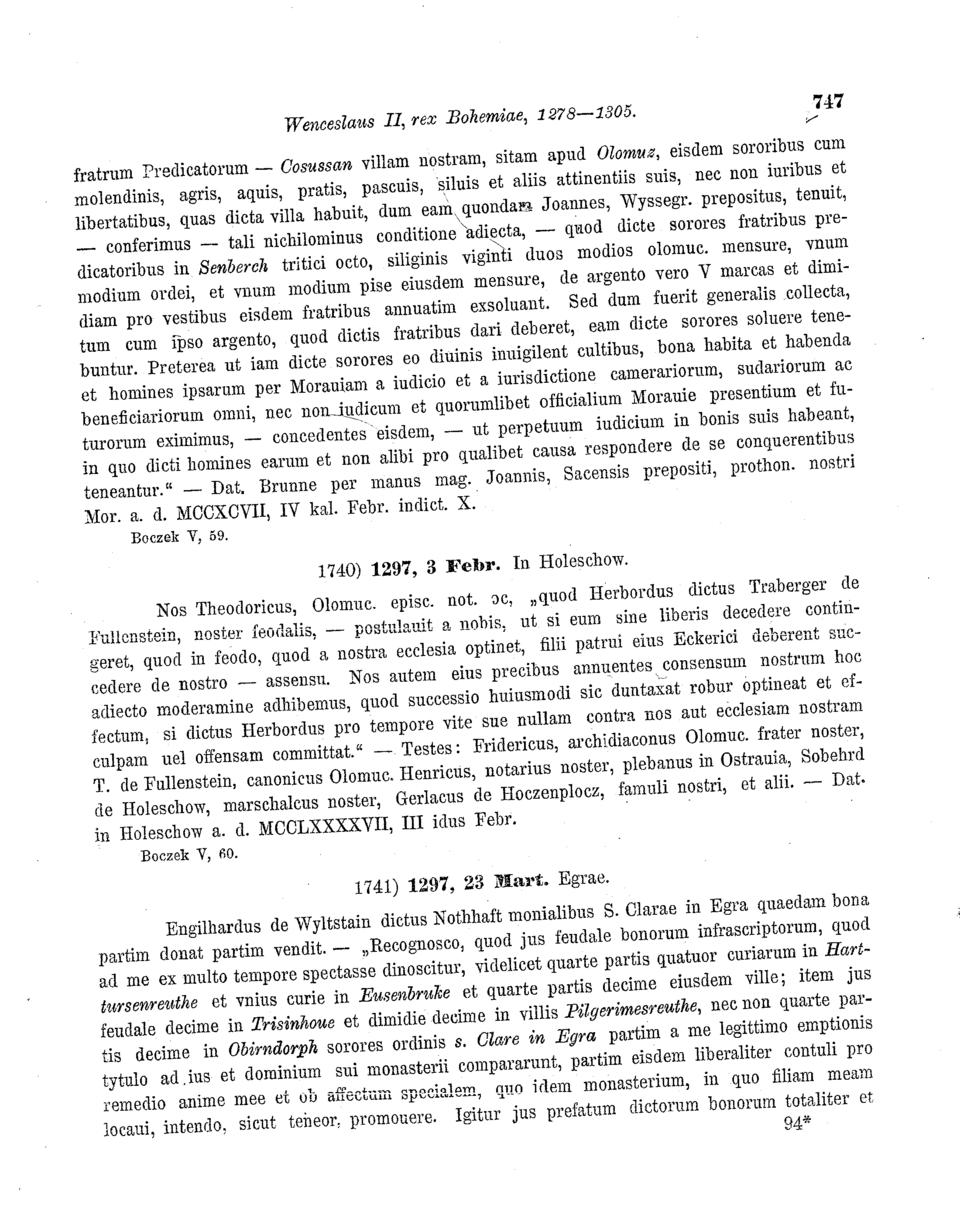 Wenceslaus II, rex Bohemiae, 1278—1305.
747
fratrum Predicatorum — Cosussan villam nostram, sitam apud Olomuz, eisdem sororibus cum
molendinis, agris, aquis, pratis, pascuis, siluis et aliis attinentiis suis, nec non iuribus et
libertatibus, quas dicta villa habuit, dum eam quondam Joannes, Wyssegr. prepositus, tenuit,
— conferimus — tali nichilominus conditione adiecta, — quod dicte sorores fratribus pre-
dicatoribus in Senberch tritici octo, siliginis viginti duos modios olomuc. mensure, vnum
modium ordei, et vnum modium pise eiusdem mensure, de argento vero V marcas et dimi-
diam pro vestibus eisdem fratribus annuatim exsoluant. Sed dum fuerit generalis collecta,
tum cum ipso argento, quod dictis fratribus dari deberet, eam dicte sorores soluere tene-
buntur. Preterea ut iam dicte sorores eo diuinis inuigilent cultibus, bona habita et habenda
et homines ipsarum per Morauiam a iudicio et a iurisdictione camerariorum, sudariorum ac
beneficiariorum omni, nec non iudicum et quorumlibet officialium Morauie presentium et fu-
turorum eximimus, — concedentes eisdem, — ut perpetuum iudicium in bonis suis habeant,
in quo dicti homines earum et non alibi pro qualibet causa respondere de se conquerentibus
teneantur.“ — Dat. Brunne per manus mag. Joannis, Sacensis prepositi, prothon. nostri
Mor. a. d. MCCXCVII, IV kal. Febr. indict. X.
Boczek V, 59.
1740) 1297, 3 Febr. In Holeschow.
Nos Theodoricus, Olomuc. episc. not. ɔc, „quod Herbordus dictus Traberger de
Fullenstein, noster feodalis, — postulauit a nobis, ut si eum sine liberis decedere contin-
geret, quod in feodo, quod a nostra ecclesia optinet, filii patrui eius Eckerici deberent suc-
cedere de nostro — assensu. Nos autem eius precibus annuentes consensum nostrum hoc
adiecto moderamine adhibemus, quod successio huiusmodi sic duntaxat robur optineat et ef-
fectum, si dictus Herbordus pro tempore vite sue nullam contra nos aut ecclesiam nostram
culpam uel offensam committat.“ — Testes: Fridericus, archidiaconus Olomuc. frater noster,
T. de Fullenstein, canonicus Olomuc. Henricus, notarius noster, plebanus in Ostrauia, Sobehrd
de Holeschow, marschalcus noster, Gerlacus de Hoczenplocz, famuli nostri, et alii. — Dat.
in Holeschow a. d. MCCLXXXXVII, III idus Febr.
Boczek V, 60.
1741) 1297, 23 Mart. Egrae.
Engilhardus de Wyltstain dictus Nothhaft monialibus S. Clarae in Egra quaedam bona
partim donat partim vendit. — „Recognosco, quod jus feudale bonorum infrascriptorum, quod
ad me ex multo tempore spectasse dinoscitur, videlicet quarte partis quatuor curiarum in Hart-
tursenreuthe et vnius curie in Eusenbruke et quarte partis decime eiusdem ville; item jus
feudale decime in Trisinhoue et dimidie decime in villis Pilgerimesreuthe, nec non quarte par-
tis decime in Obirndorph sorores ordinis s. Clare in Egra partim a me legittimo emptionis
tytulo ad ius et dominium sui monasterii compararunt, partim eisdem liberaliter contuli pro
remedio anime mee et ob affectum specialem, quo idem monasterium, in quo filiam meam
locaui, intendo, sicut teneor, promouere. Igitur jus prefatum dictorum bonorum totaliter et
94*